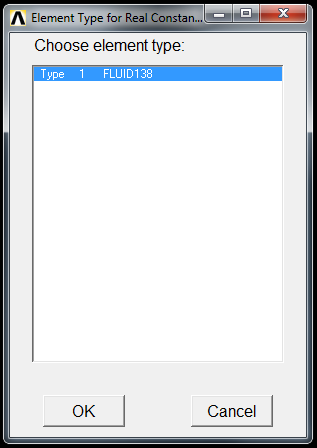 Element Type for Real Constan...
Choose element type:
Type 1 FLUID138
OK
Cancel